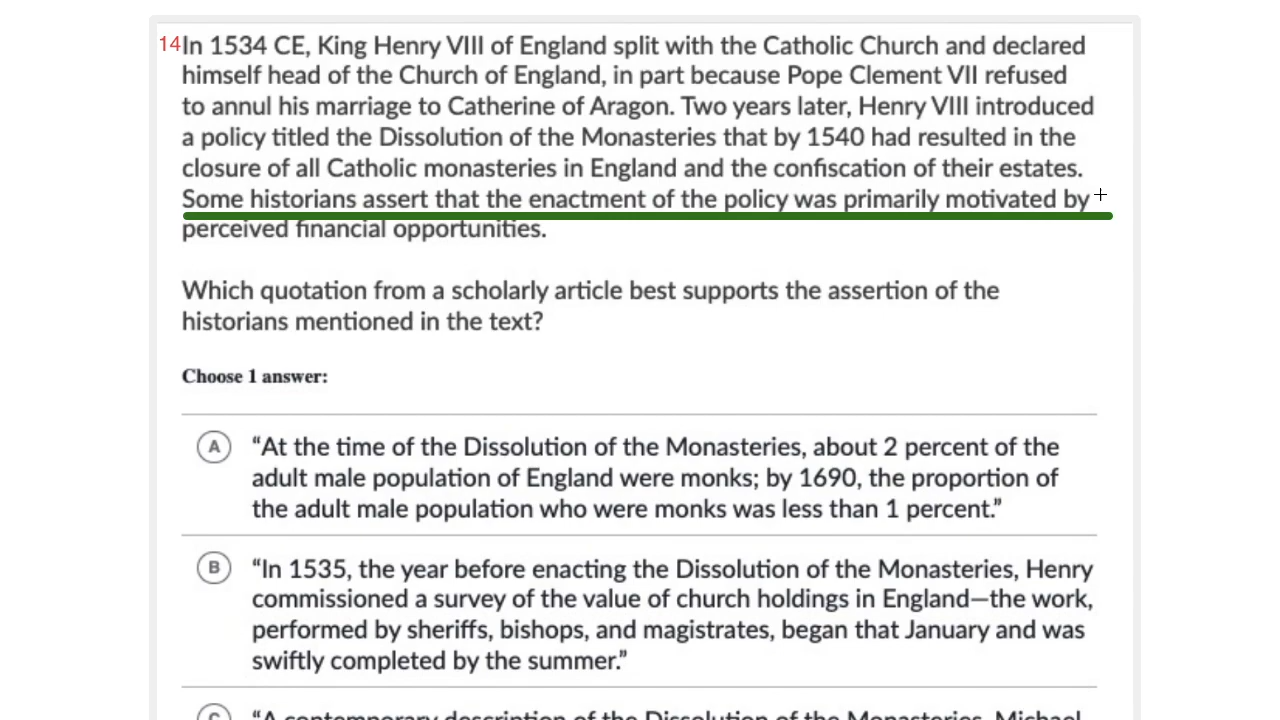 14In 1534 CE, King Henry VIII of England split with the Catholic Church and declared
himself head of the Church of England, in part because Pope Clement VII refused
to annul his marriage to Catherine of Aragon. Two years later, Henry VIII introduced
a policy titled the Dissolution of the Monasteries that by 1540 had resulted in the
closure of all Catholic monasteries in England and the confiscation of their estates.
Some historians assert that the enactment of the policy was primarily motivated by
perceived financial opportunities.
Which quotation from a scholarly article best supports the assertion of the
historians mentioned in the text?
Choose 1 answer:
A “At the time of the Dissolution of the Monasteries, about 2 percent of the
adult male population of England were monks; by 1690, the proportion of
the adult male population who were monks was less than 1 percent.”
B “In 1535, the year before enacting the Dissolution of the Monasteries, Henry
commissioned a survey of the value of church holdings in England—the work,
performed by sheriffs, bishops, and magistrates, began that January and was
swiftly completed by the summer.”
C “A contemporary description of the Dissolution of the Monasteries, Michael